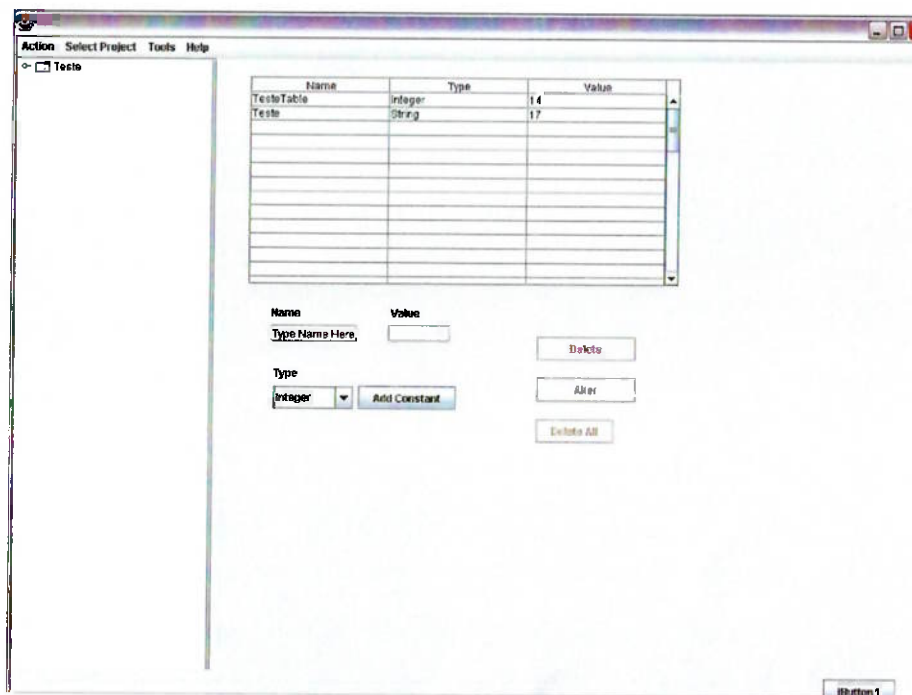 Action Select Project Tools Help
Teste
Name Type Value
TesteTable Integer 14
Teste String 17
Name Value
Type Name Here,
Delete
Type
Alter
Integer Add Constant
Delete All
jButton1